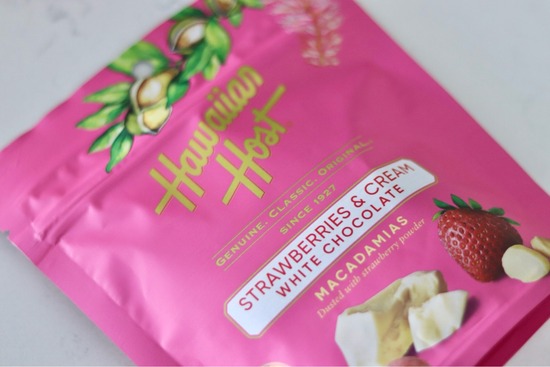 Hawaiian
Host
GENUINE. CLASSIC. ORIGINAL.
SINCE 1927
STRAWBERRIES & CREAM
WHITE CHOCOLATE
MACADAMIAS
Dusted with strawberry powder